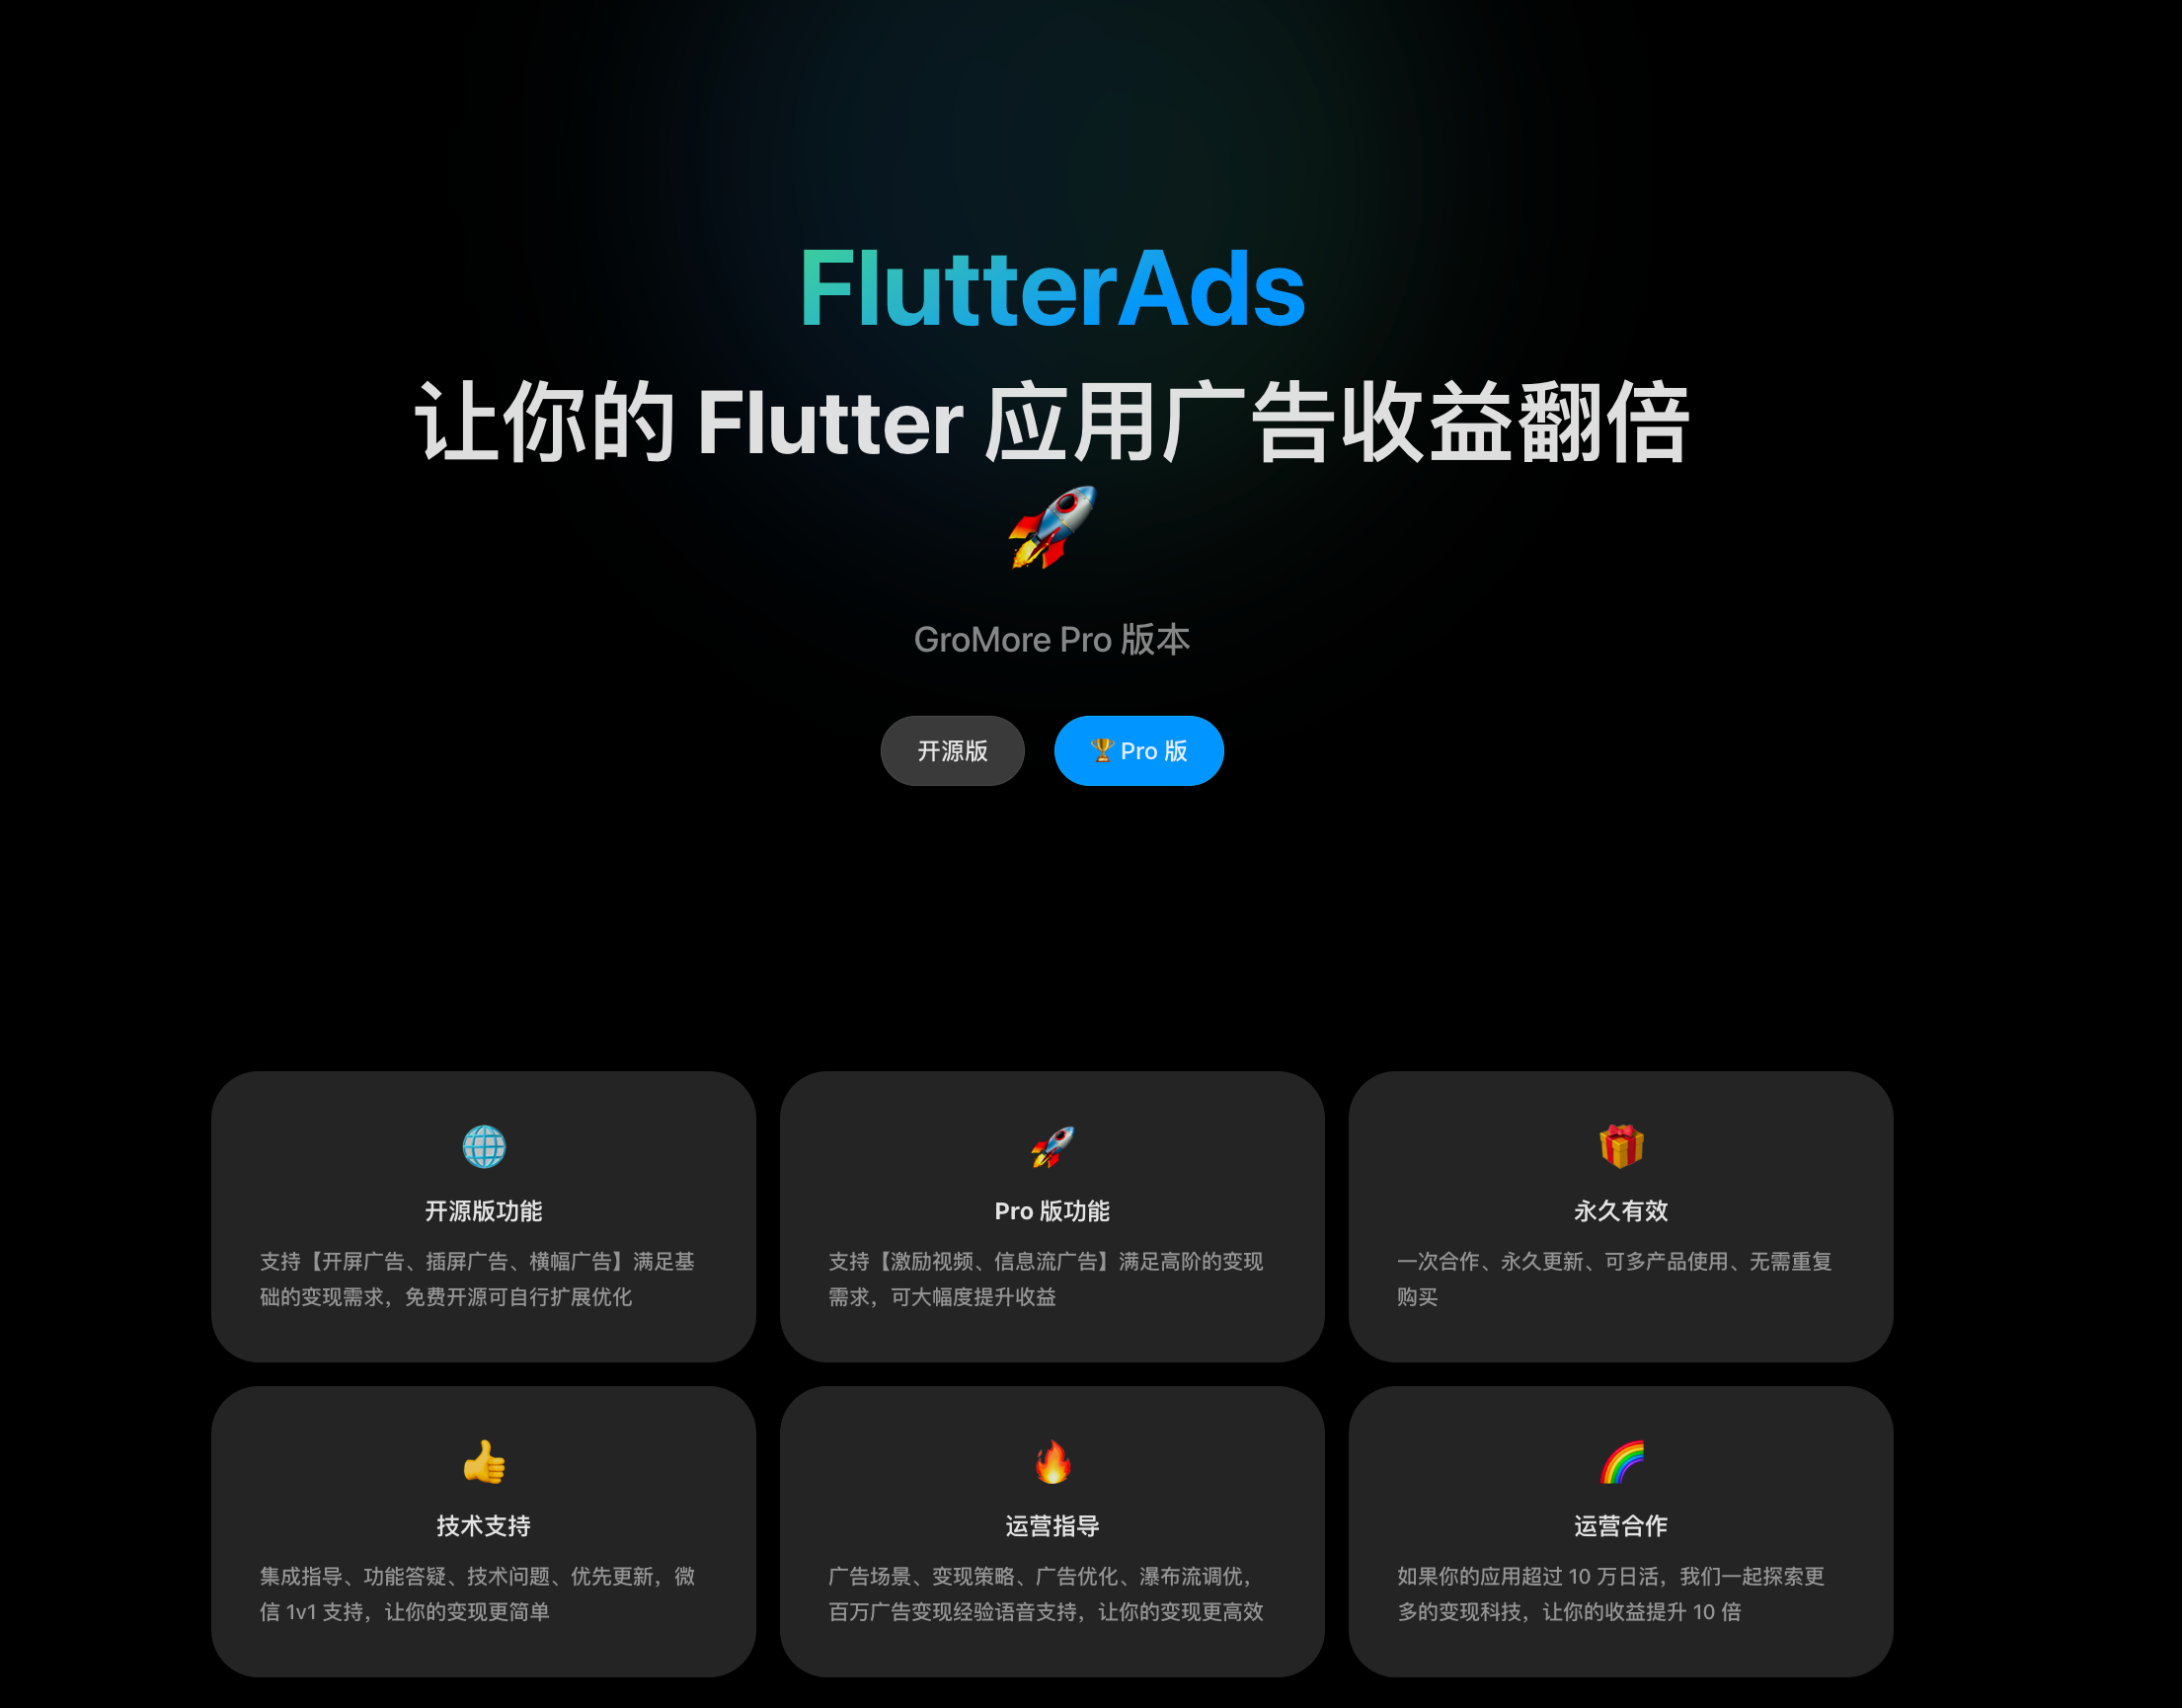 FlutterAds
让你的 Flutter 应用广告收益翻倍
🚀
GroMore Pro 版本
开源版
🏆 Pro 版
开源版功能
支持【开屏广告、插屏广告、横幅广告】满足基
础的变现需求，免费开源可自行扩展优化
Pro 版功能
支持【激励视频、信息流广告】满足高阶的变现
需求，可大幅度提升收益
永久有效
一次合作、永久更新、可多产品使用、无需重复
购买
技术支持
集成指导、功能答疑、技术问题、优先更新，微
信 1v1 支持，让你的变现更简单
运营指导
广告场景、变现策略、广告优化、瀑布流调优，
百万广告变现经验语音支持，让你的变现更高效
运营合作
如果你的应用超过 10 万日活，我们一起探索更
多的变现科技，让你的收益提升 10 倍